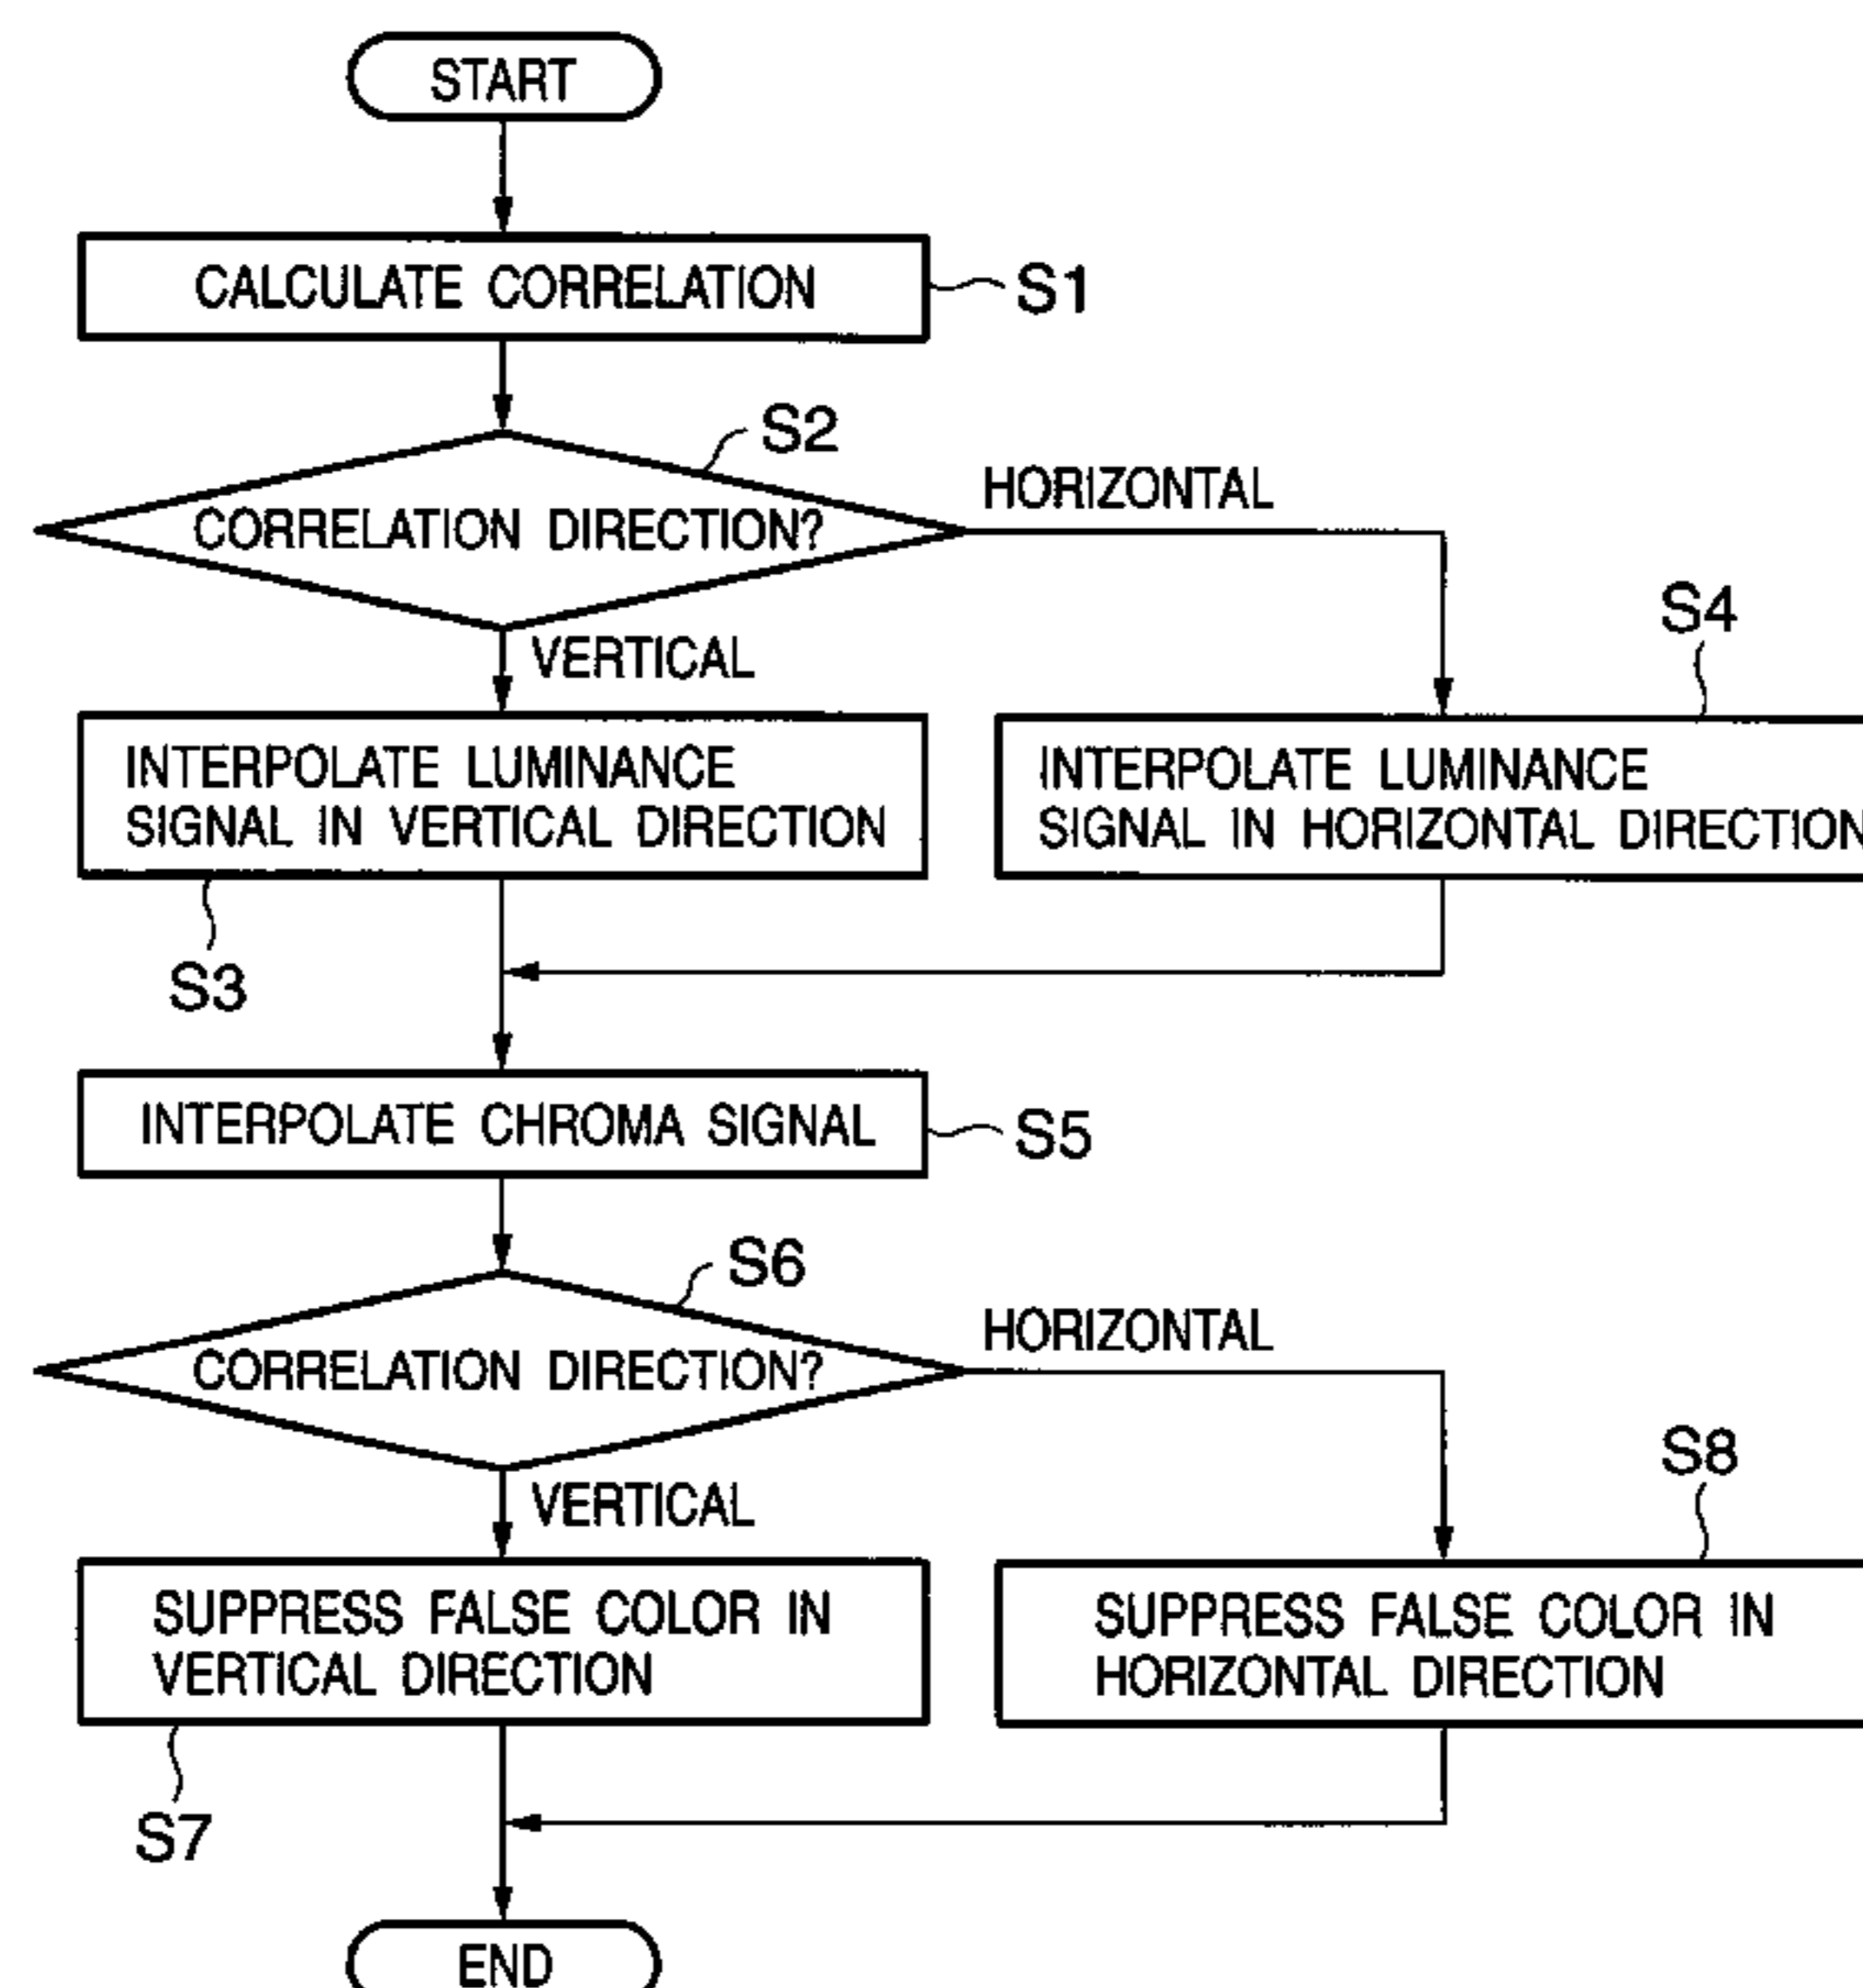 START
CALCULATE CORRELATION
S1
S2
CORRELATION DIRECTION?
HORIZONTAL
VERTICAL
S4
INTERPOLATE LUMINANCE
SIGNAL IN VERTICAL DIRECTION
INTERPOLATE LUMINANCE
SIGNAL IN HORIZONTAL DIRECTION
S3
INTERPOLATE CHROMA SIGNAL
S5
S6
CORRELATION DIRECTION?
HORIZONTAL
VERTICAL
S8
SUPPRESS FALSE COLOR IN
VERTICAL DIRECTION
SUPPRESS FALSE COLOR IN
HORIZONTAL DIRECTION
S7
END